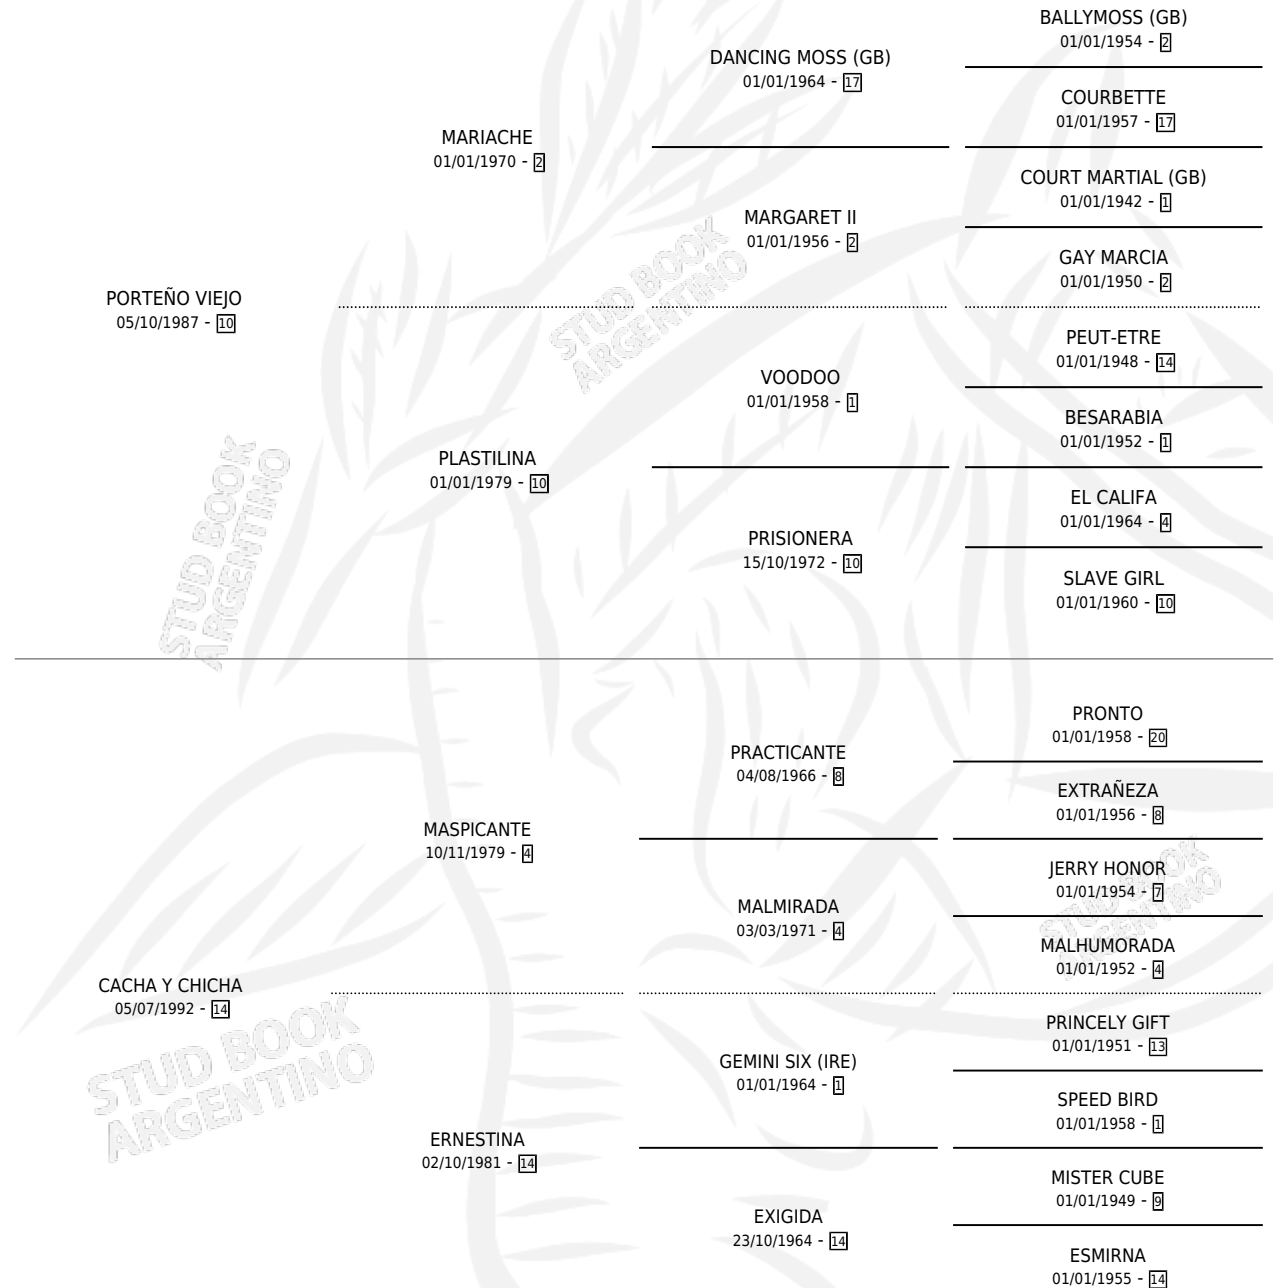 BALLYMOSS (GB)
01/01/1954 - 2
DANCING MOSS (GB)
01/01/1964 - 17
COURBETTE
01/01/1957 - 17
MARIACHE
01/01/1970 - 2
COURT MARTIAL (GB)
01/01/1942 - 1
MARGARET II
01/01/1956 - 2
GAY MARCIA
01/01/1950 - 2
PORTEÑO VIEJO
05/10/1987 - 10
PEUT-ETRE
01/01/1948 - 14
VOODOO
01/01/1958 - 1
BESARABIA
01/01/1952 - 1
PLASTILINA
01/01/1979 - 10
EL CALIFA
01/01/1964 - 4
PRISIONERA
15/10/1972 - 10
SLAVE GIRL
01/01/1960 - 10
PRONTO
01/01/1958 - 20
PRACTICANTE
04/08/1966 - 8
EXTRAÑEZA
01/01/1956 - 8
MASPICANTE
10/11/1979 - 4
JERRY HONOR
01/01/1954 - 7
MALMIRADA
03/03/1971 - 4
MALHUMORADA
01/01/1952 - 4
CACHA Y CHICHA
05/07/1992 - 14
PRINCELY GIFT
01/01/1951 - 13
GEMINI SIX (IRE)
01/01/1964 - 1
SPEED BIRD
01/01/1958 - 1
ERNESTINA
02/10/1981 - 14
MISTER CUBE
01/01/1949 - 9
EXIGIDA
23/10/1964 - 14
ESMIRNA
01/01/1955 - 14
STUD BOOK
ARGENTINO
STUD BOOK
ARGENTINO
STUD BOOK
ARGENTINO
STUD BOOK
ARGENTINO